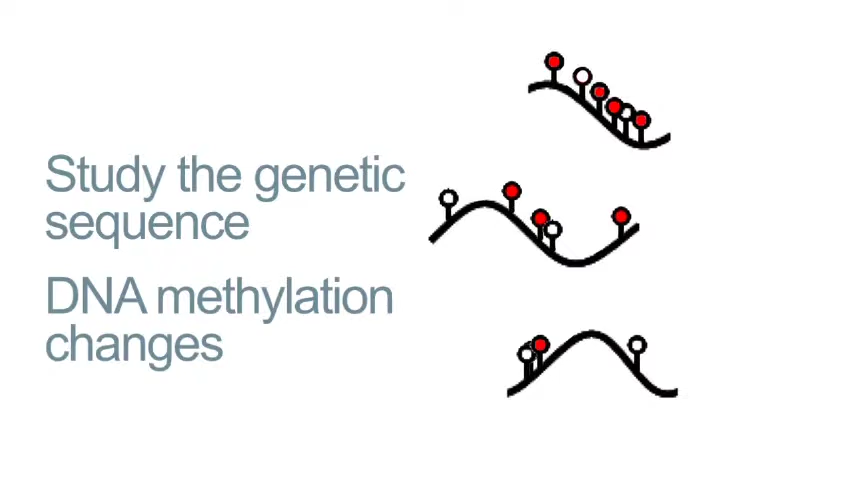 Study the genetic
sequence
DNA methylation
changes